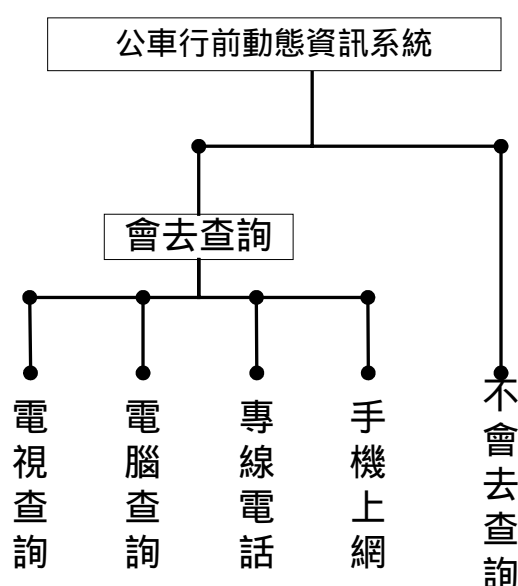 公車行前動態資訊系統
會去查詢
電視查詢
電腦查詢
專線電話
手機上網
不會去查詢